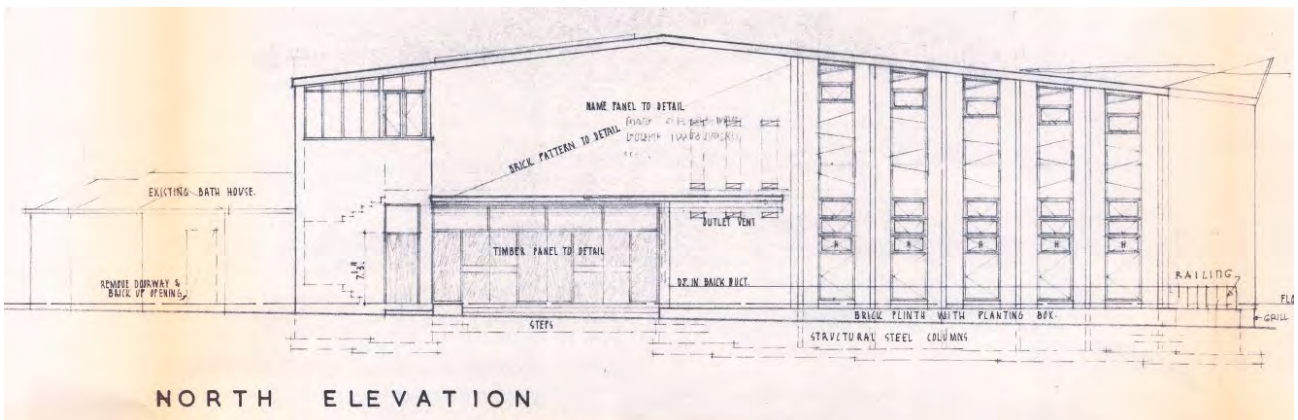 NAME PANEL TO DETAIL
BRICK PATTERN TO DETAIL
EXISTING BATH HOUSE.
OUTLET VENT
TIMBER PANEL TO DETAIL
REMOVE DOORWAY &
BRICK UP OPENING
D.P. IN BRICK DUCT.
RAILING
H H H H H
FLO
BRICK PLINTH WITH PLANTING BOX.
GRILL
STEPS
STRUCTURAL STEEL COLUMNS
NORTH ELEVATION